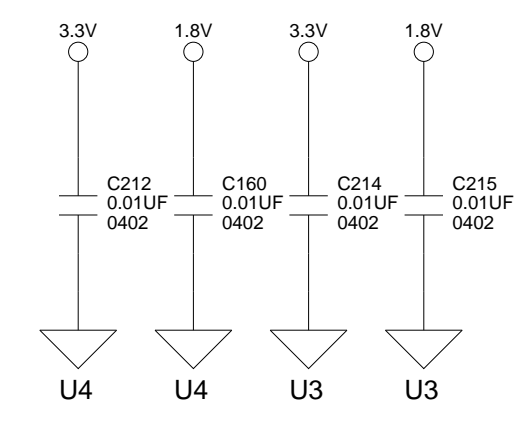 3.3V 1.8V 3.3V 1.8V
C212 C160 C214 C215
0.01UF 0.01UF 0.01UF 0.01UF
0402 0402 0402 0402
U4 U4 U3 U3